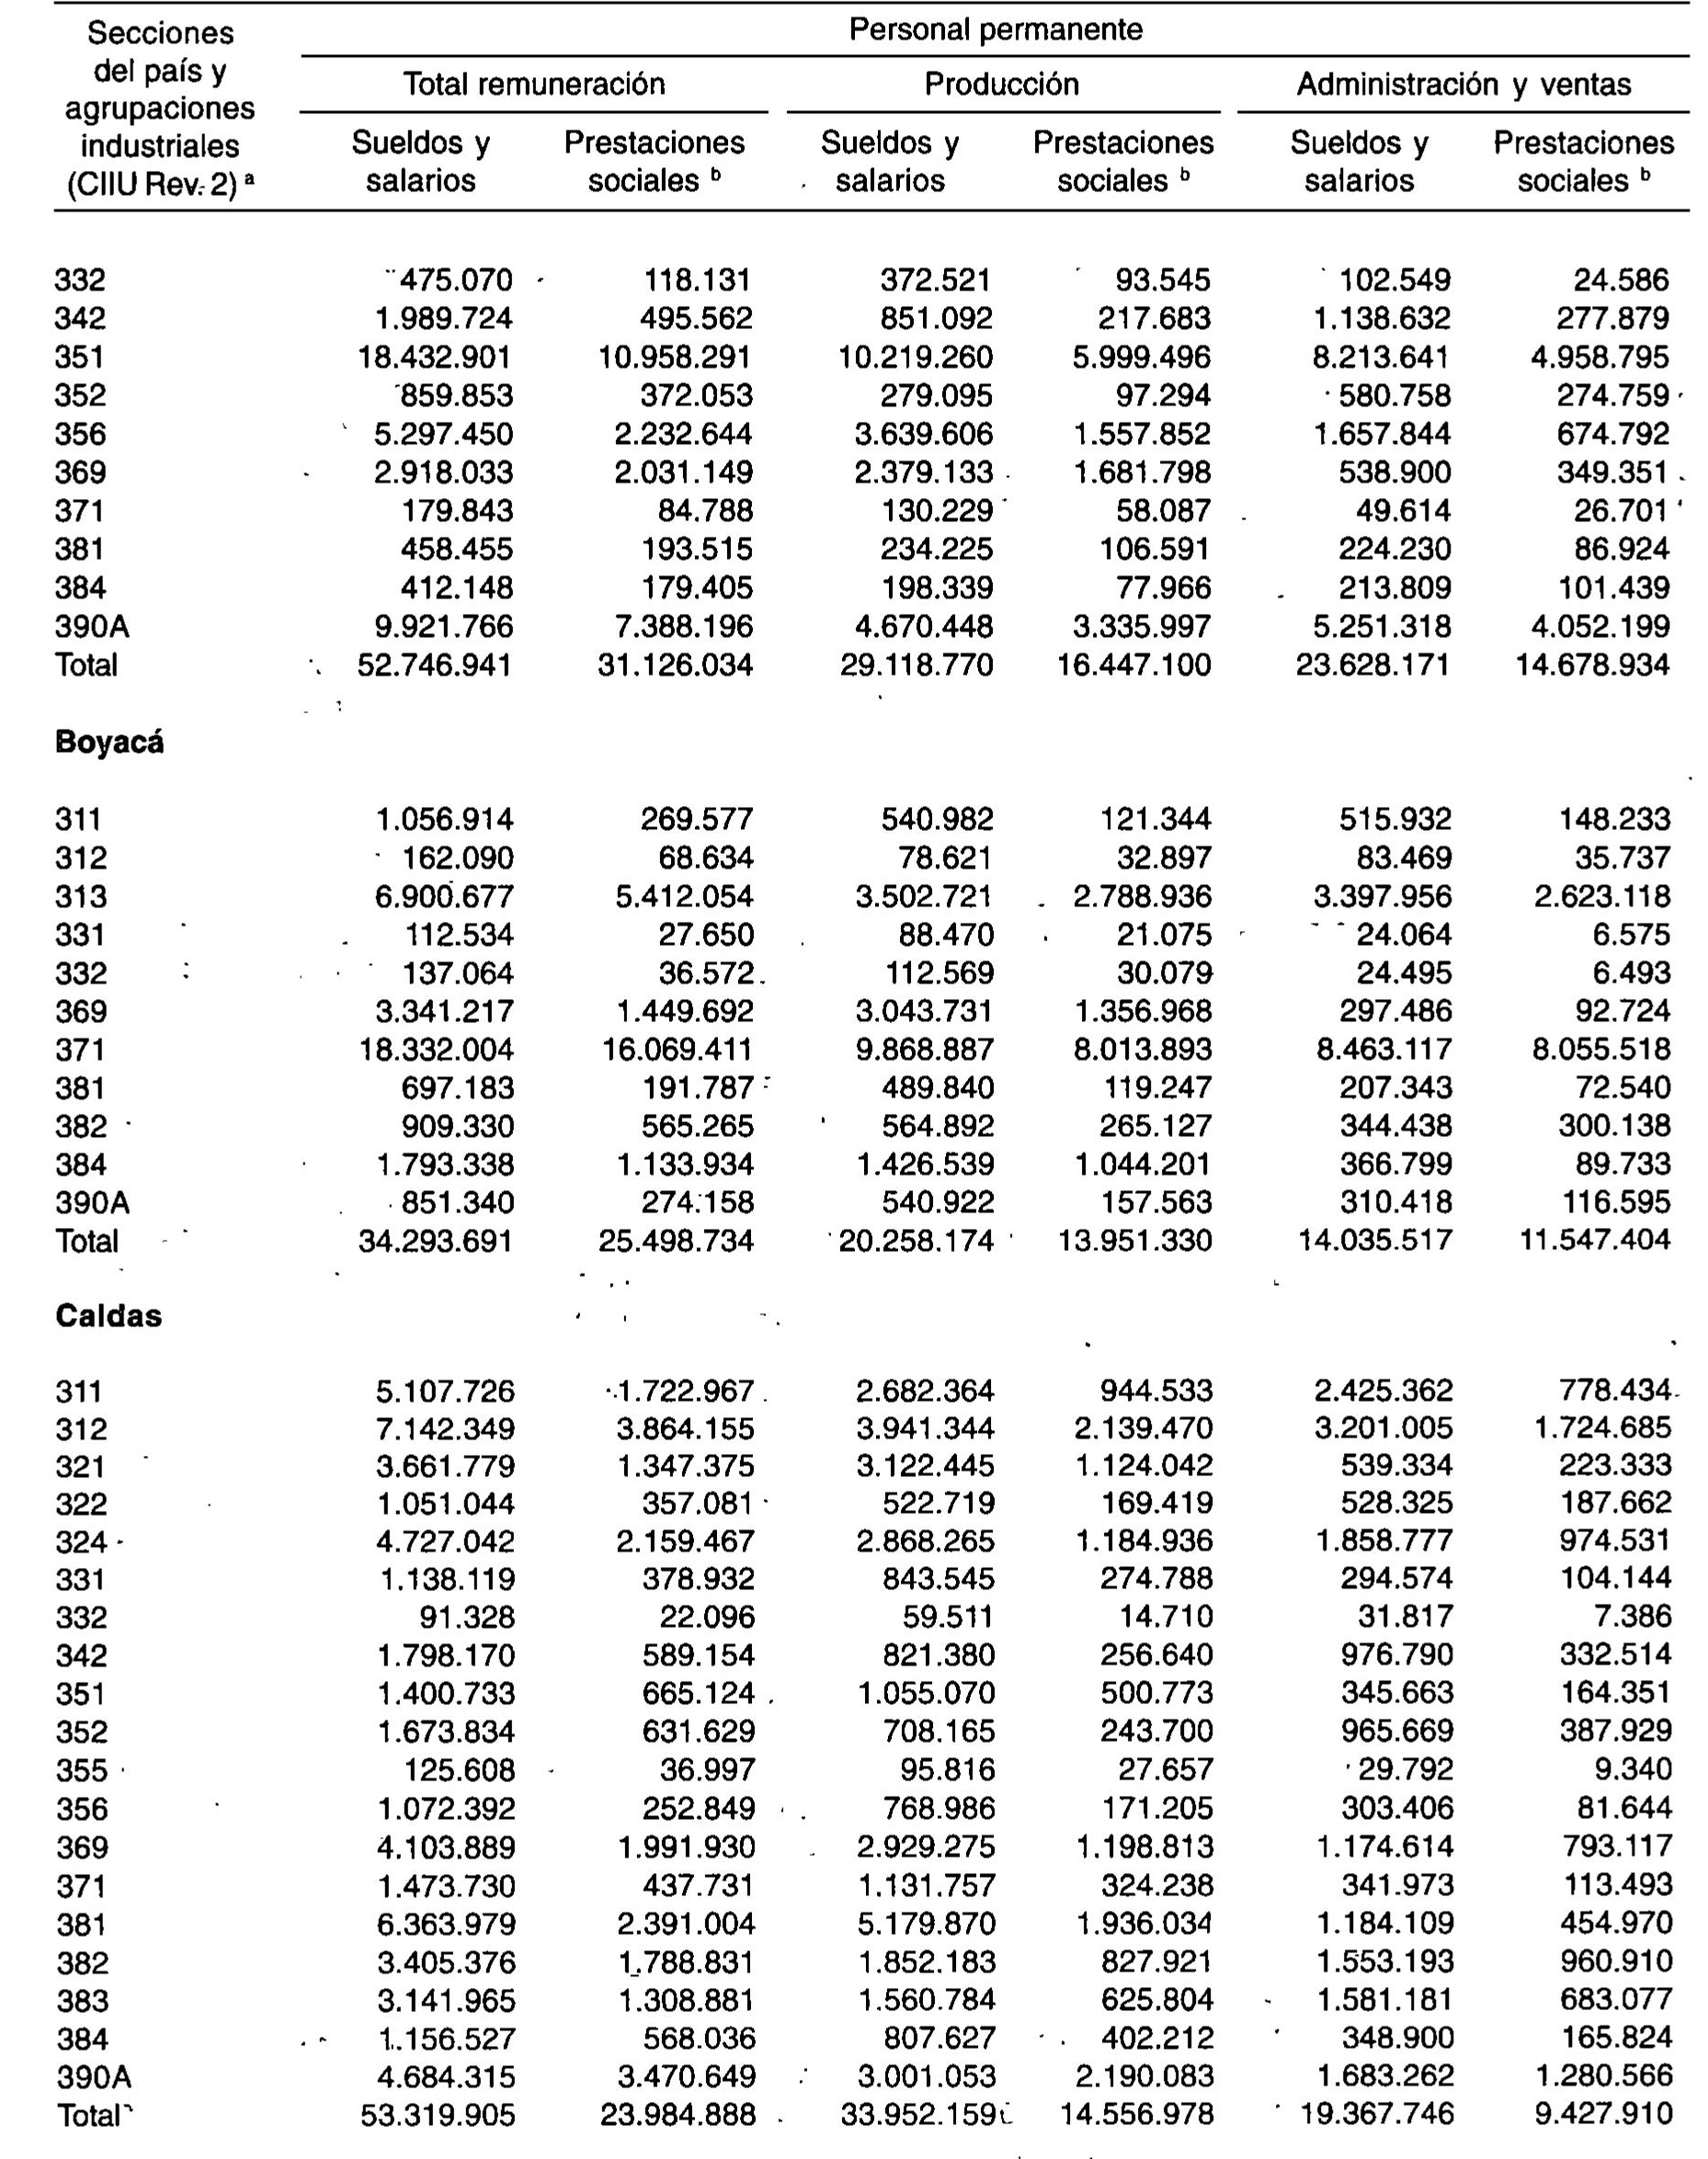 Secciones del país y agrupaciones industriales (CIIU Rev. 2) a
Personal permanente
Total remuneración Producción Administración y ventas
Sueldos y salarios Prestaciones sociales b Sueldos y salarios Prestaciones sociales b Sueldos y salarios Prestaciones sociales b
332 475.070 118.131 372.521 93.545 102.549 24.586
342 1.989.724 495.562 851.092 217.683 1.138.632 277.879
351 18.432.901 10.958.291 10.219.260 5.999.496 8.213.641 4.958.795
352 859.853 372.053 279.095 97.294 580.758 274.759
356 5.297.450 2.232.644 3.639.606 1.557.852 1.657.844 674.792
369 2.918.033 2.031.149 2.379.133 1.681.798 538.900 349.351
371 179.843 84.788 130.229 58.087 49.614 26.701
381 458.455 193.515 234.225 106.591 224.230 86.924
384 412.148 179.405 198.339 77.966 213.809 101.439
390A 9.921.766 7.388.196 4.670.448 3.335.997 5.251.318 4.052.199
Total 52.746.941 31.126.034 29.118.770 16.447.100 23.628.171 14.678.934
Boyacá
311 1.056.914 269.577 540.982 121.344 515.932 148.233
312 162.090 68.634 78.621 32.897 83.469 35.737
313 6.900.677 5.412.054 3.502.721 2.788.936 3.397.956 2.623.118
331 112.534 27.650 88.470 21.075 24.064 6.575
332 137.064 36.572 112.569 30.079 24.495 6.493
369 3.341.217 1.449.692 3.043.731 1.356.968 297.486 92.724
371 18.332.004 16.069.411 9.868.887 8.013.893 8.463.117 8.055.518
381 697.183 191.787 489.840 119.247 207.343 72.540
382 909.330 565.265 564.892 265.127 344.438 300.138
384 1.793.338 1.133.934 1.426.539 1.044.201 366.799 89.733
390A 851.340 274.158 540.922 157.563 310.418 116.595
Total 34.293.691 25.498.734 20.258.174 13.951.330 14.035.517 11.547.404
Caldas
311 5.107.726 1.722.967 2.682.364 944.533 2.425.362 778.434
312 7.142.349 3.864.155 3.941.344 2.139.470 3.201.005 1.724.685
321 3.661.779 1.347.375 3.122.445 1.124.042 539.334 223.333
322 1.051.044 357.081 522.719 169.419 528.325 187.662
324 4.727.042 2.159.467 2.868.265 1.184.936 1.858.777 974.531
331 1.138.119 378.932 843.545 274.788 294.574 104.144
332 91.328 22.096 59.511 14.710 31.817 7.386
342 1.798.170 589.154 821.380 256.640 976.790 332.514
351 1.400.733 665.124 1.055.070 500.773 345.663 164.351
352 1.673.834 631.629 708.165 243.700 965.669 387.929
355 125.608 36.997 95.816 27.657 29.792 9.340
356 1.072.392 252.849 768.986 171.205 303.406 81.644
369 4.103.889 1.991.930 2.929.275 1.198.813 1.174.614 793.117
371 1.473.730 437.731 1.131.757 324.238 341.973 113.493
381 6.363.979 2.391.004 5.179.870 1.936.034 1.184.109 454.970
382 3.405.376 1.788.831 1.852.183 827.921 1.553.193 960.910
383 3.141.965 1.308.881 1.560.784 625.804 1.581.181 683.077
384 1.156.527 568.036 807.627 402.212 348.900 165.824
390A 4.684.315 3.470.649 3.001.053 2.190.083 1.683.262 1.280.566
Total 53.319.905 23.984.888 33.952.159 14.556.978 19.367.746 9.427.910